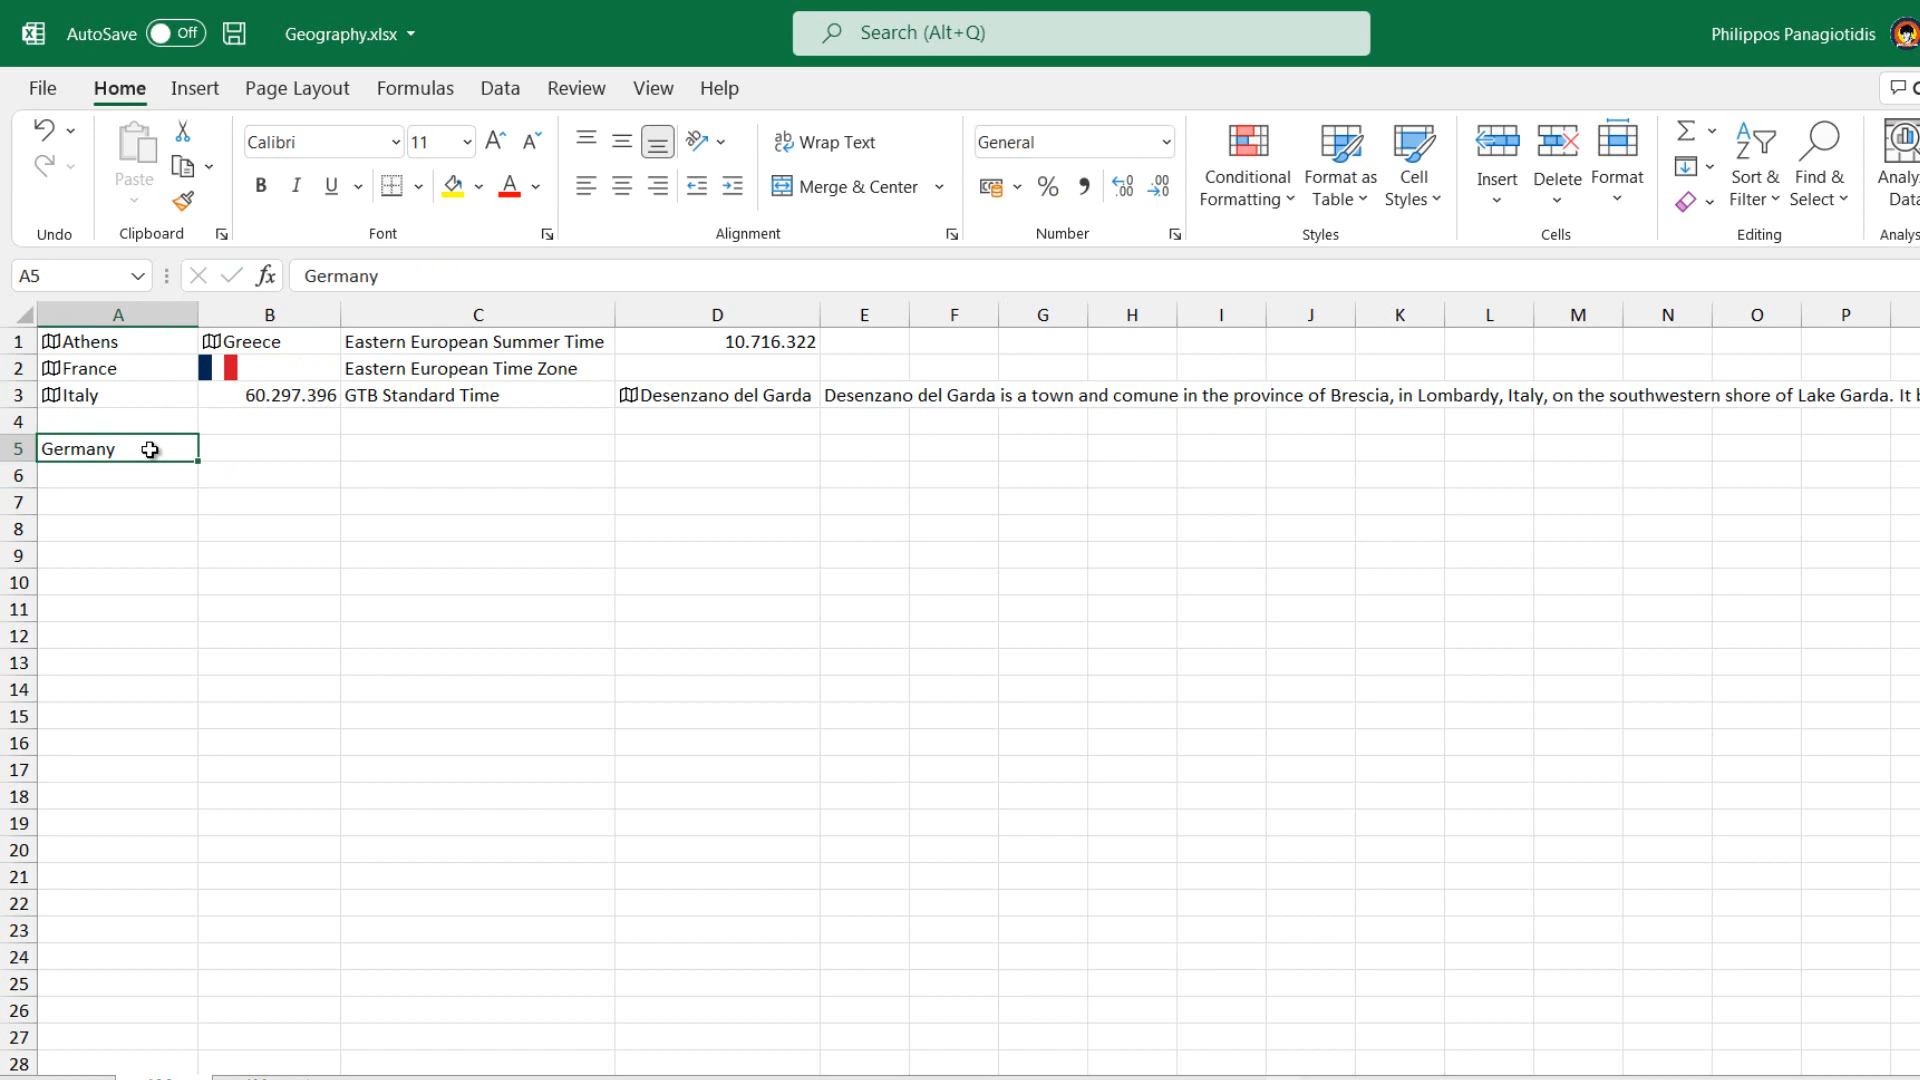 AutoSave Off Geography.xlsx Search (Alt+Q) Philippos Panagiotidis
File Home Insert Page Layout Formulas Data Review View Help
Paste
Calibri 11
Wrap Text
Merge & Center
General
Conditional Formatting
Format as Table
Cell Styles
Insert Delete Format
Sort & Filter
Find & Select
Undo Clipboard Font Alignment Number Styles Cells Editing
A5 fx Germany
A B C D E F G H I J K L M N O P
1 Athens Greece Eastern European Summer Time 10.716.322
2 France Eastern European Time Zone
3 Italy 60.297.396 GTB Standard Time Desenzano del Garda Desenzano del Garda is a town and comune in the province of Brescia, in Lombardy, Italy, on the southwestern shore of Lake Garda. It
4
5 Germany
6
7
8
9
10
11
12
13
14
15
16
17
18
19
20
21
22
23
24
25
26
27
28